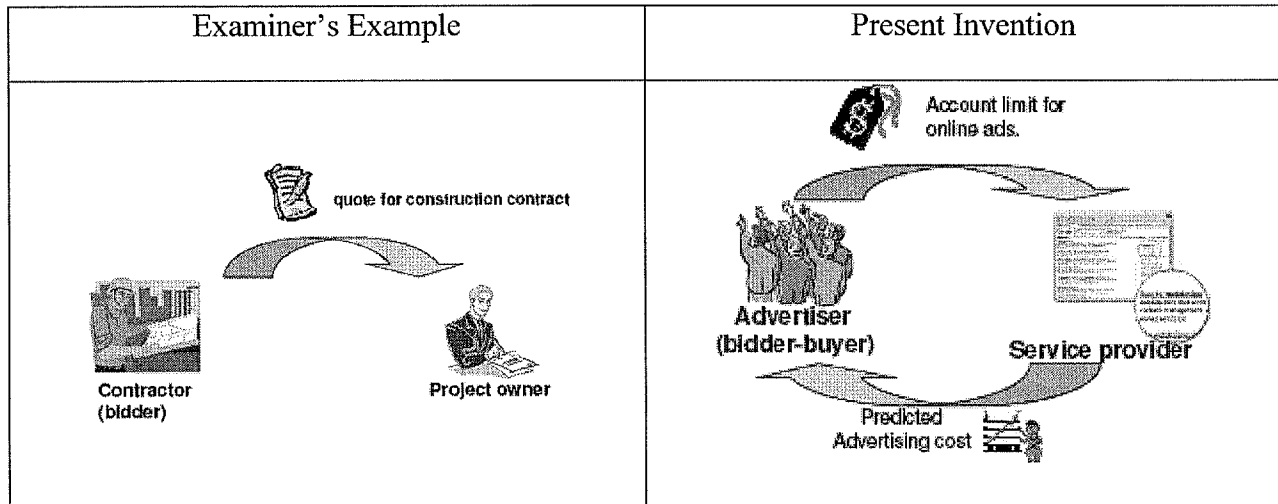 Examiner's Example
Present Invention
quote for construction contract
Contractor
(bidder)
Project owner
Account limit for
online ads.
Advertiser
(bidder-buyer)
Service provider
Predicted
Advertising cost